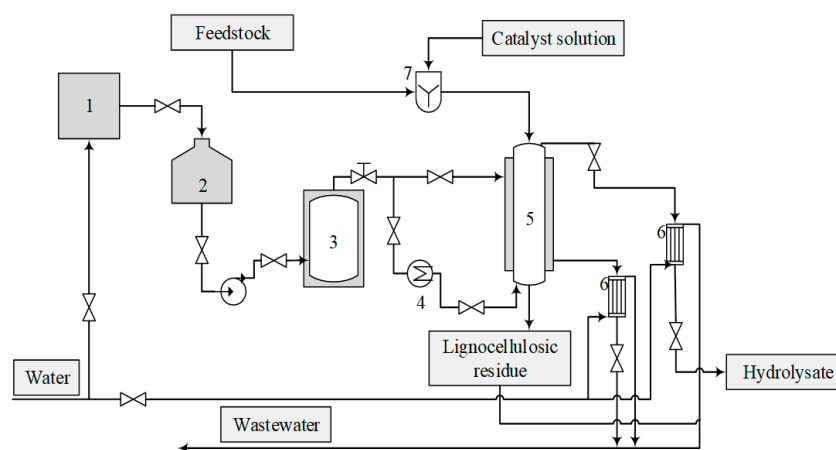 Feedstock
Catalyst solution
7
1
2
3
5
6
6
4
Lignocellulosic
residue
Water
Hydrolysate
Wastewater